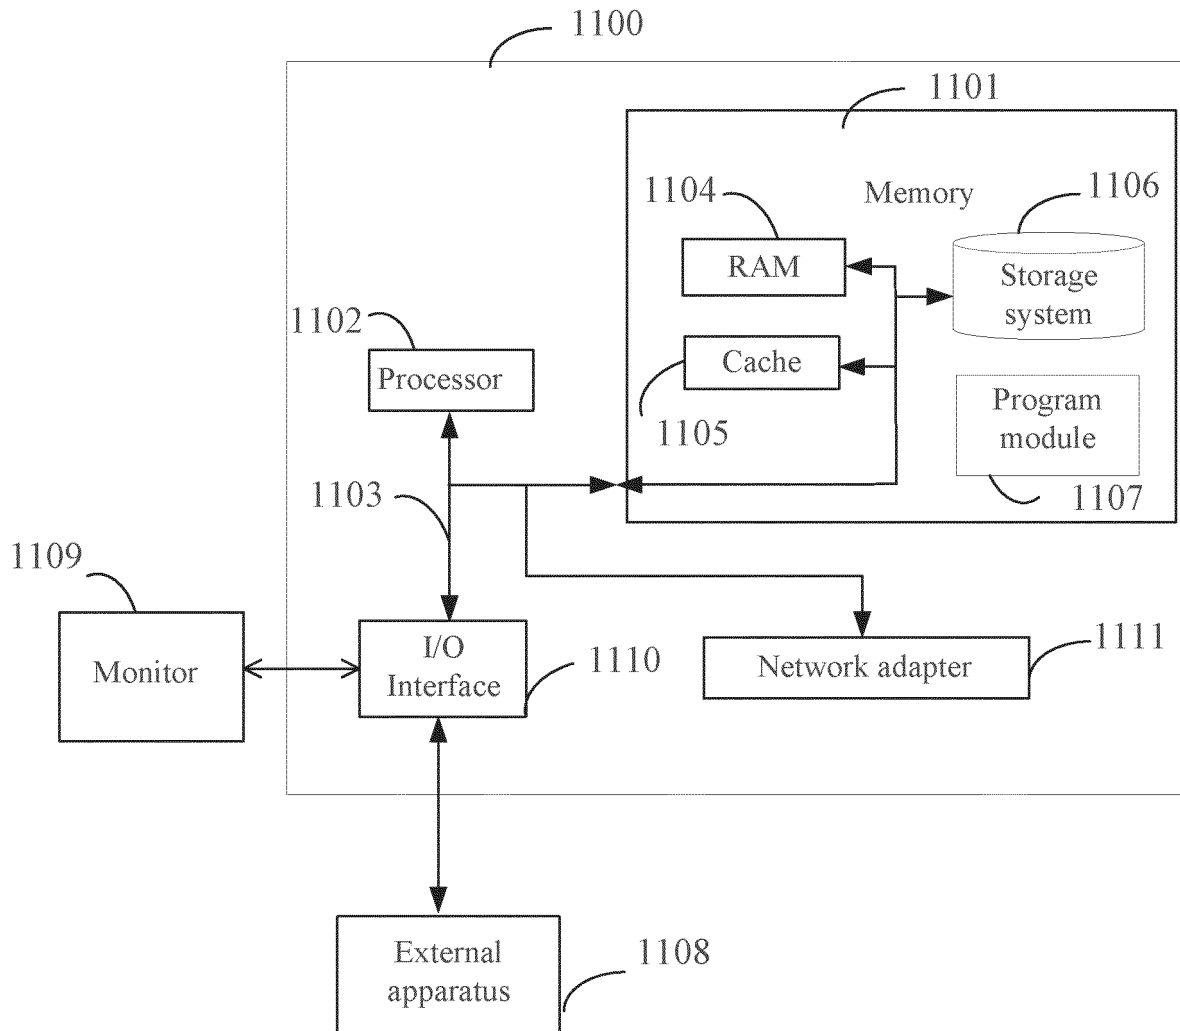 1100
1101
1104
Memory
1106
RAM
Storage
system
1102
Processor
Cache
1105
Program
module
1103
1107
1109
Monitor
I/O
Interface
1110
Network adapter
1111
External
apparatus
1108